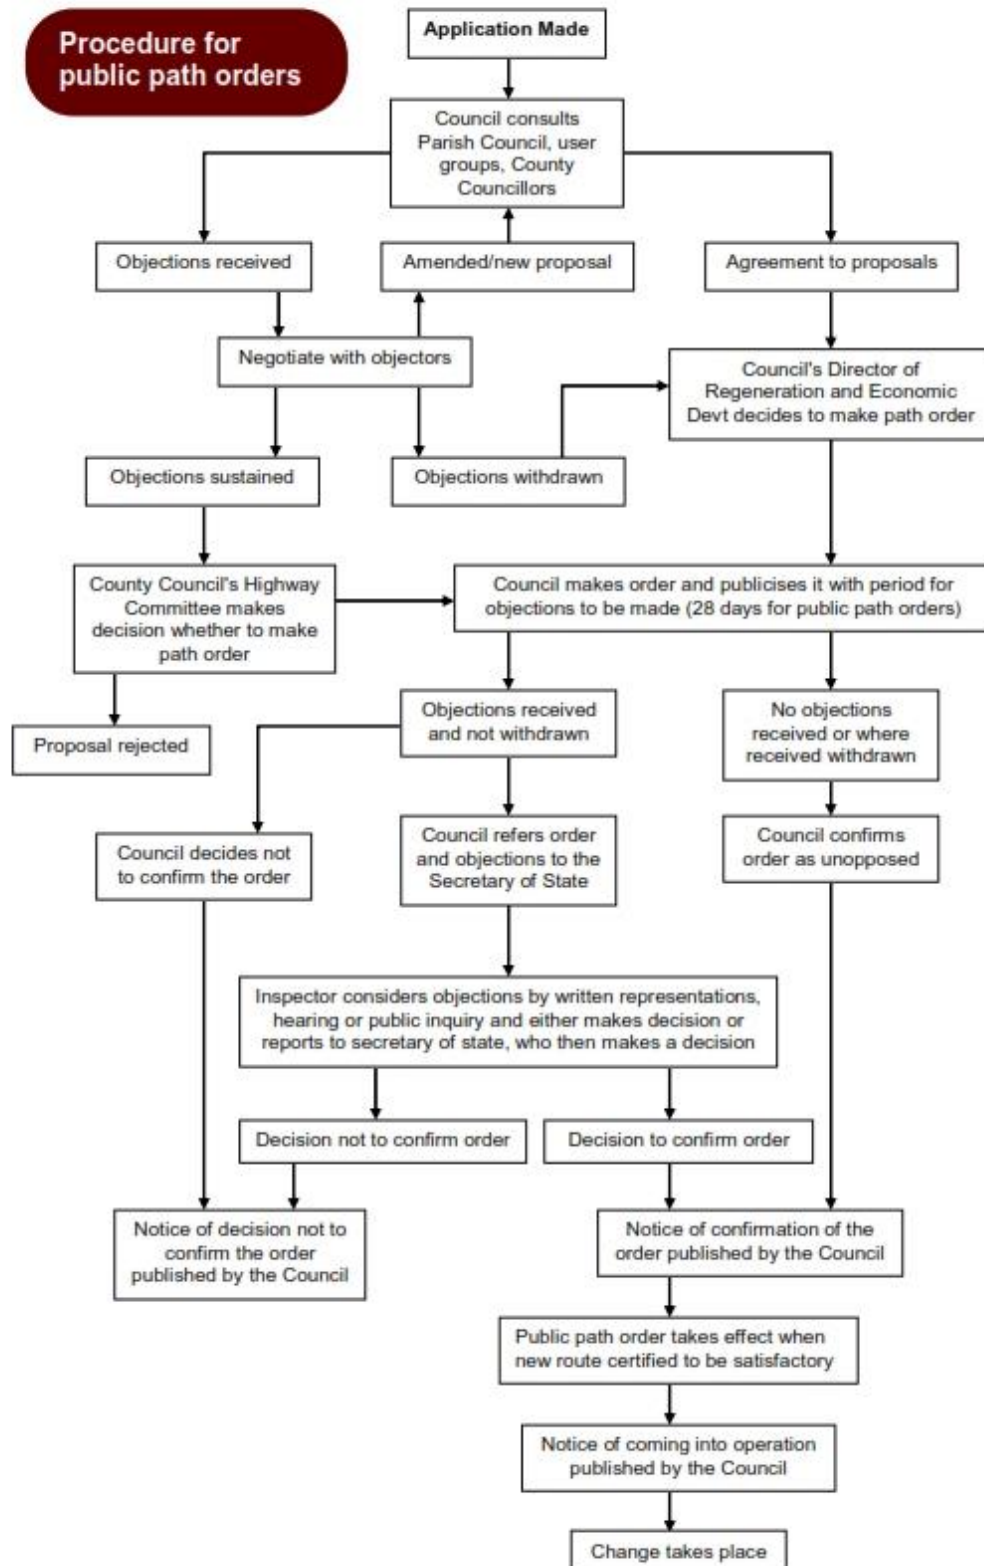 Procedure for
public path orders
Application Made
Council consults
Parish Council, user
groups, County
Councillors
Objections received
Amended/new proposal
Agreement to proposals
Negotiate with objectors
Council's Director of
Regeneration and Economic
Devt decides to make path order
Objections sustained
Objections withdrawn
County Council's Highway
Committee makes
decision whether to make
path order
Council makes order and publicises it with period for
objections to be made (28 days for public path orders)
Proposal rejected
Objections received
and not withdrawn
No objections
received or where
received withdrawn
Council decides not
to confirm the order
Council refers order
and objections to the
Secretary of State
Council confirms
order as unopposed
Inspector considers objections by written representations,
hearing or public inquiry and either makes decision or
reports to secretary of state, who then makes a decision
Decision not to confirm order
Decision to confirm order
Notice of decision not to
confirm the order
published by the Council
Notice of confirmation of the
order published by the Council
Public path order takes effect when
new route certified to be satisfactory
Notice of coming into operation
published by the Council
Change takes place